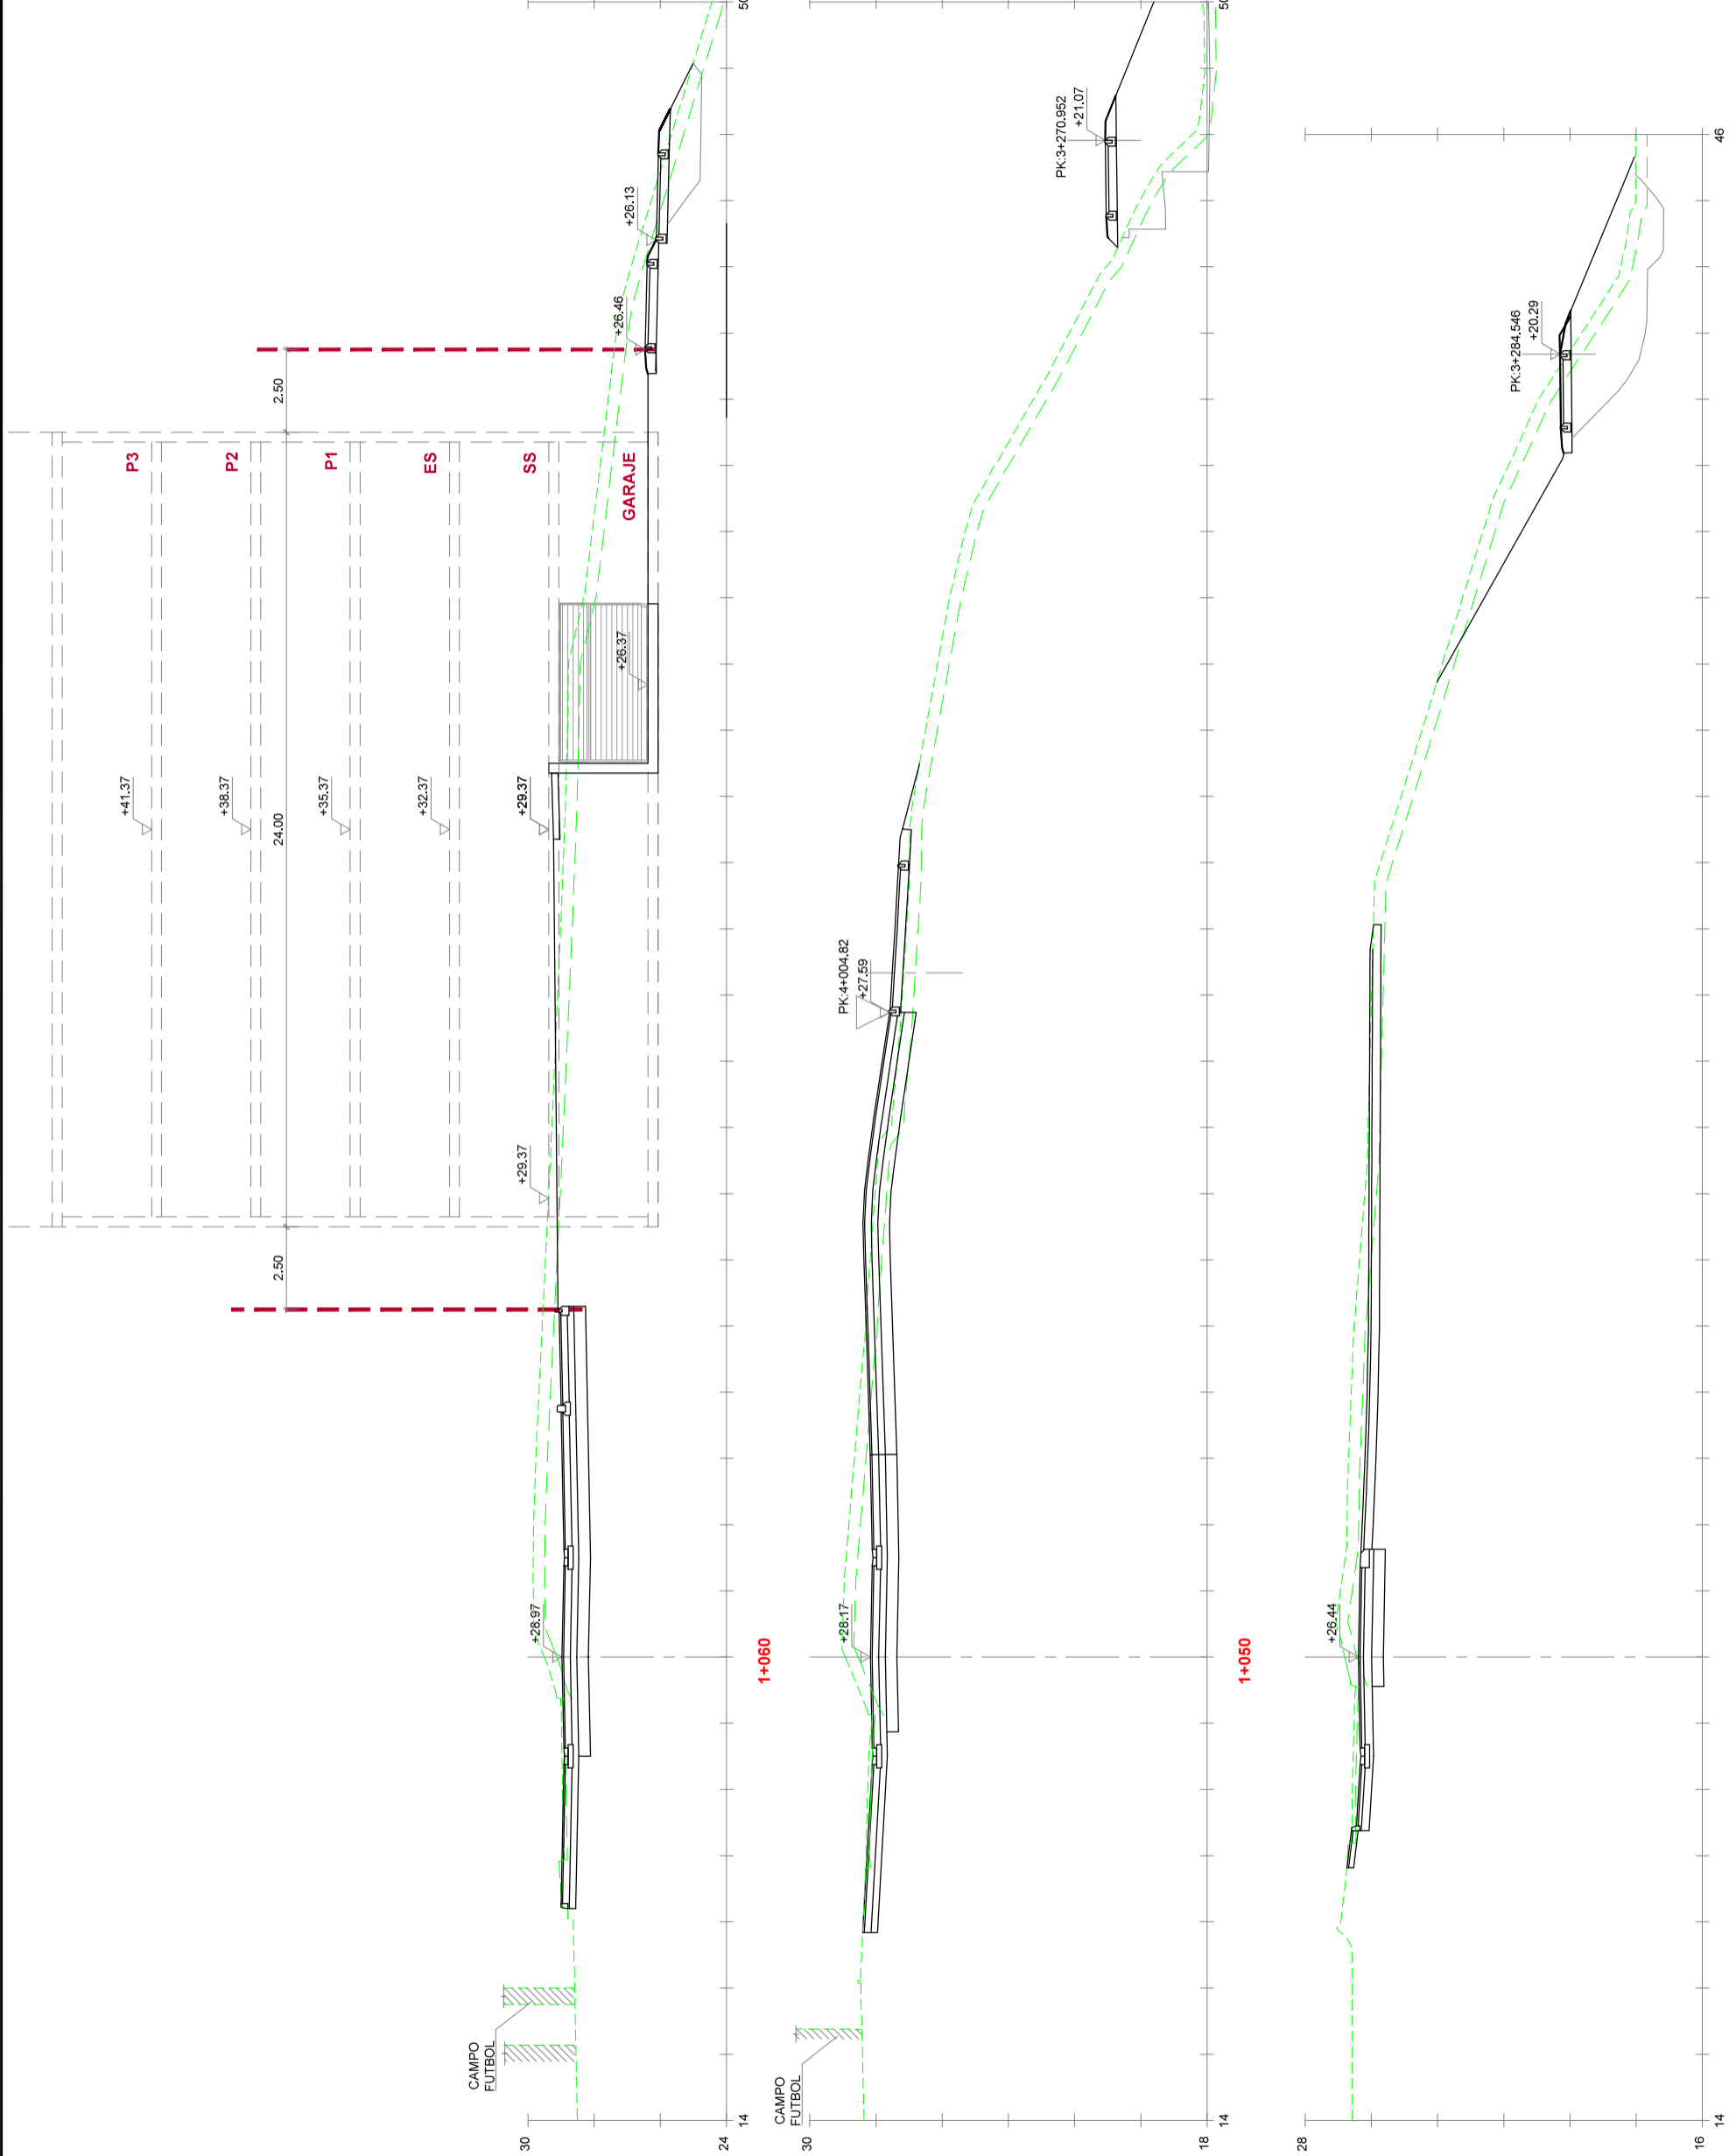 P3
P2
P1
ES
SS
GARAJE
+41.37
+38.37
+35.37
+32.37
+29.37
+29.37
+26.37
2.50
24.00
2.50
+26.46
+26.13
+28.97
CAMPO
FUTBOL
30
24
14
50
1+060
PK:4+004.82
+27.59
PK:3+270.952
+21.07
+28.17
CAMPO
FUTBOL
30
18
14
50
1+050
PK:3+284.546
+20.29
+26.44
28
16
14
46